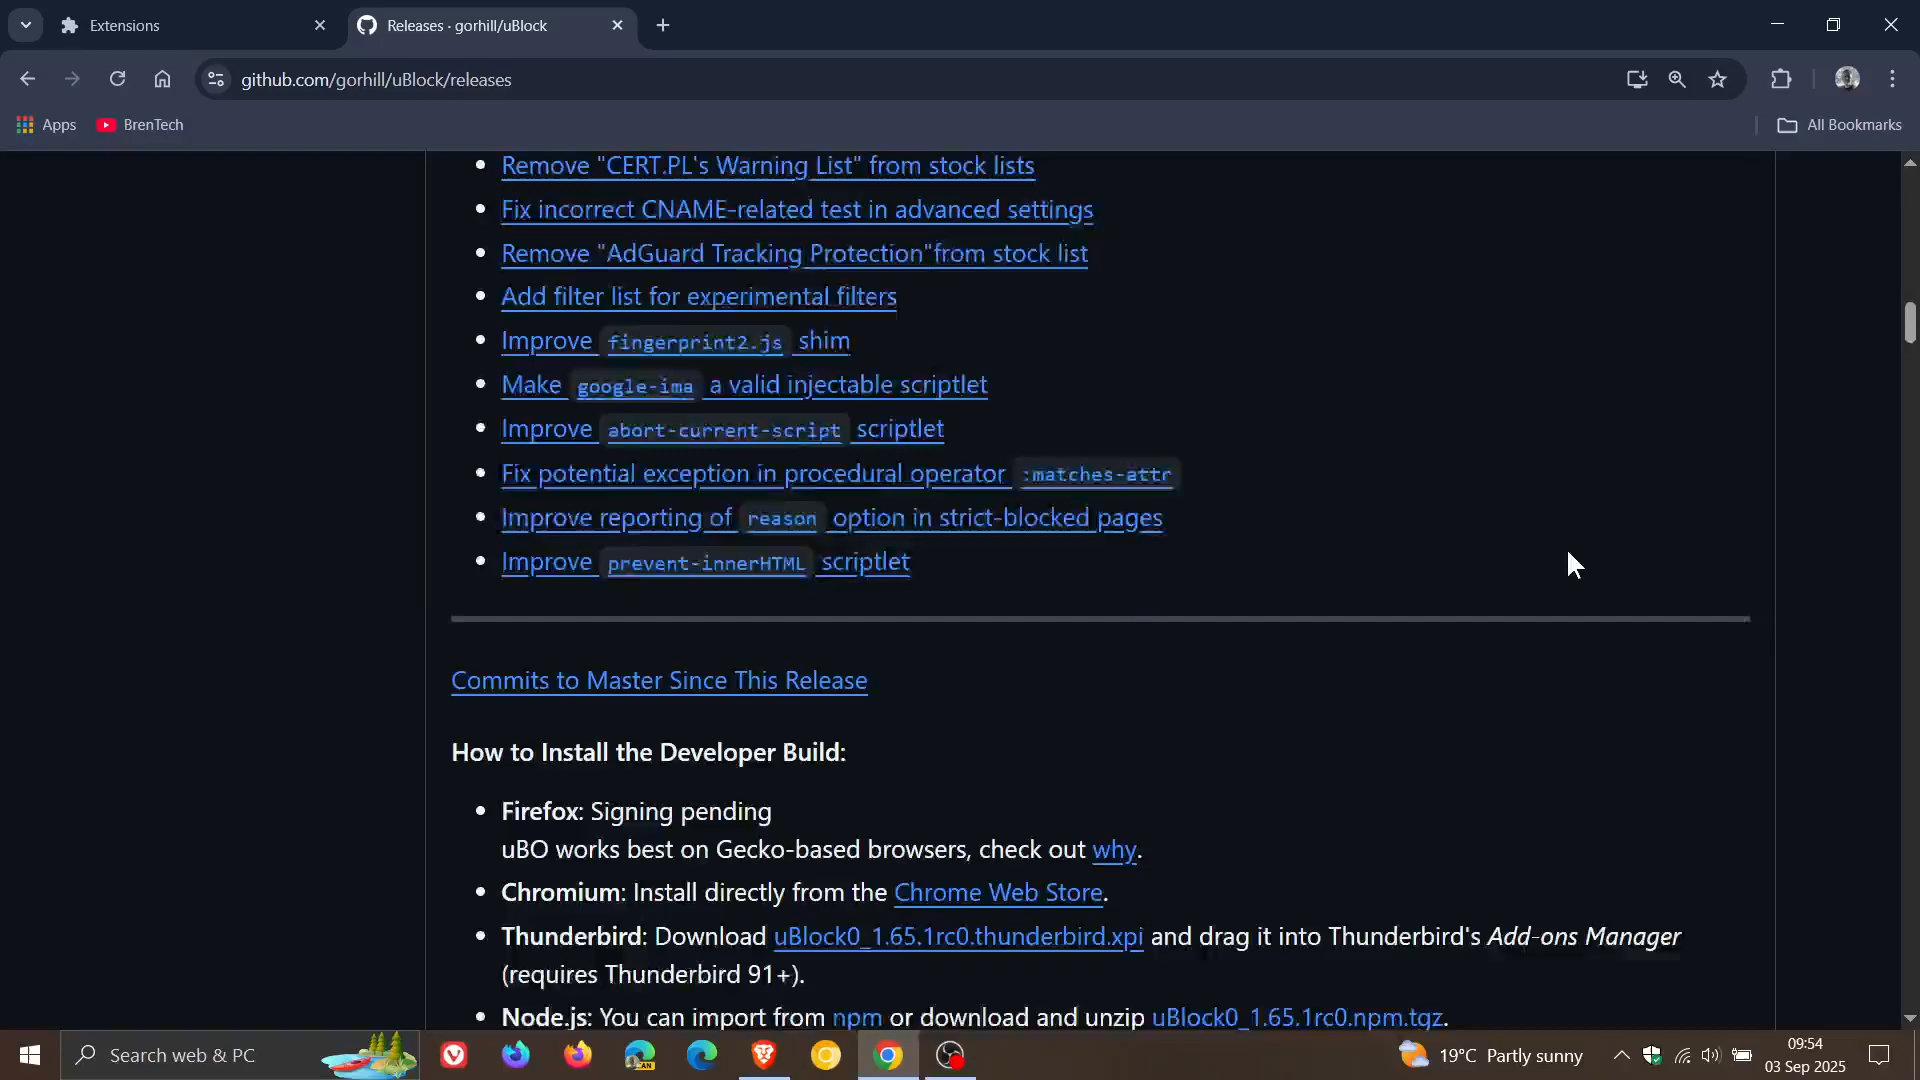 Extensions
Releases · gorhill/uBlock
github.com/gorhill/uBlock/releases
Apps
BrenTech
All Bookmarks
Remove "CERT.PL's Warning List" from stock lists
Fix incorrect CNAME-related test in advanced settings
Remove "AdGuard Tracking Protection"from stock list
Add filter list for experimental filters
Improve fingerprint2.js shim
Make google-ima a valid injectable scriptlet
Improve abort-current-script scriptlet
Fix potential exception in procedural operator :matches-attr
Improve reporting of reason option in strict-blocked pages
Improve prevent-innerHTML scriptlet
Commits to Master Since This Release
How to Install the Developer Build:
Firefox: Signing pending
uBO works best on Gecko-based browsers, check out why.
Chromium: Install directly from the Chrome Web Store.
Thunderbird: Download uBlock0_1.65.1rc0.thunderbird.xpi and drag it into Thunderbird's Add-ons Manager
(requires Thunderbird 91+).
Node.js: You can import from npm or download and unzip uBlock0_1.65.1rc0.npm.tgz.
Search web & PC
19°C Partly sunny
09:54
03 Sep 2025